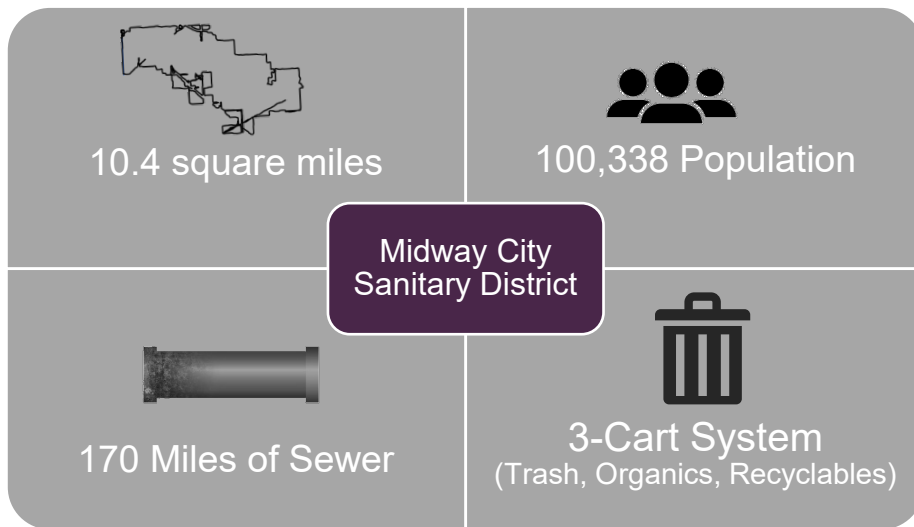 10.4 square miles
100,338 Population
Midway City
Sanitary District
170 Miles of Sewer
3-Cart System
(Trash, Organics, Recyclables)